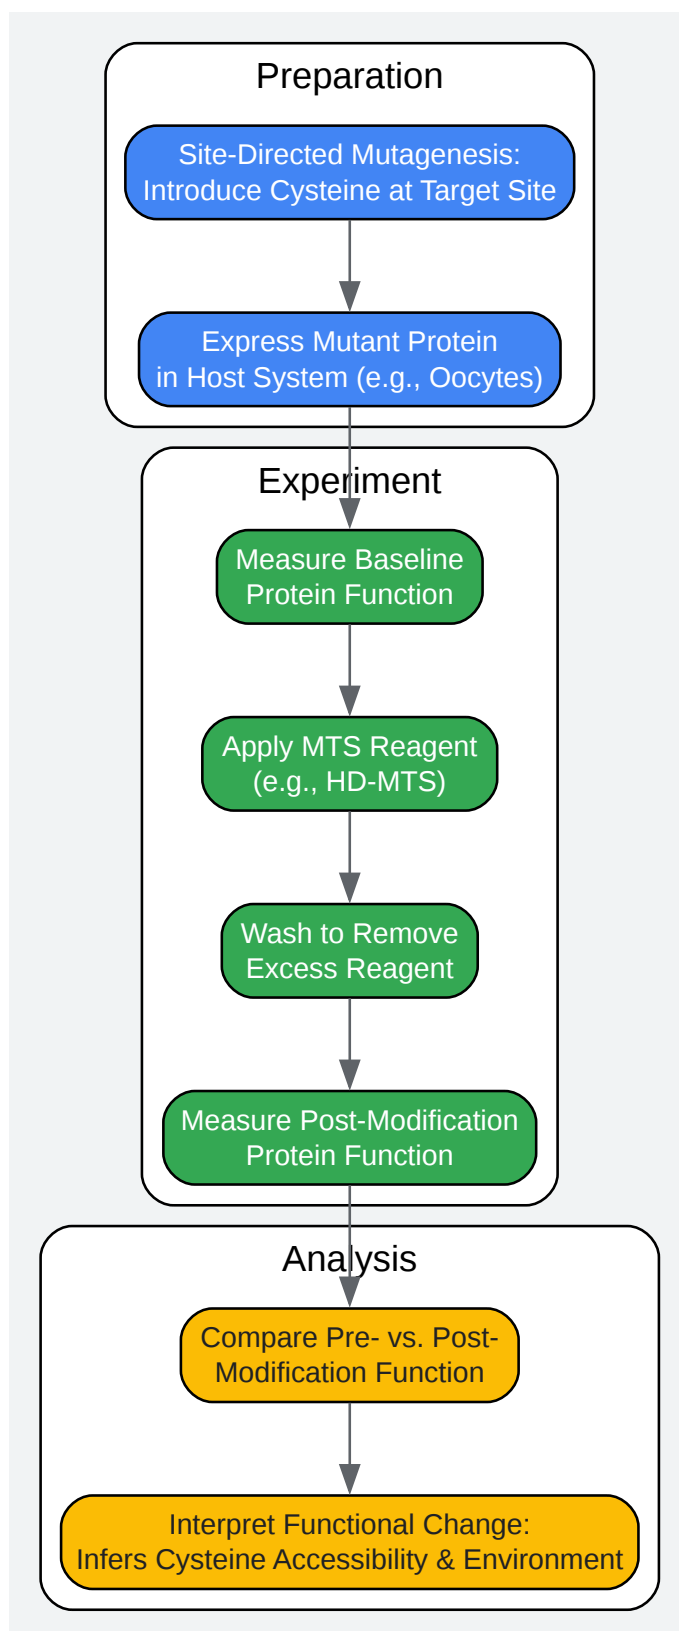 Preparation
Site-Directed Mutagenesis:
Introduce Cysteine at Target Site
Express Mutant Protein
in Host System (e.g., Oocytes)
Experiment
Measure Baseline
Protein Function
Apply MTS Reagent
(e.g., HD-MTS)
Wash to Remove
Excess Reagent
Measure Post-Modification
Protein Function
Analysis
Compare Pre- vs. Post-
Modification Function
Interpret Functional Change:
Infers Cysteine Accessibility & Environment